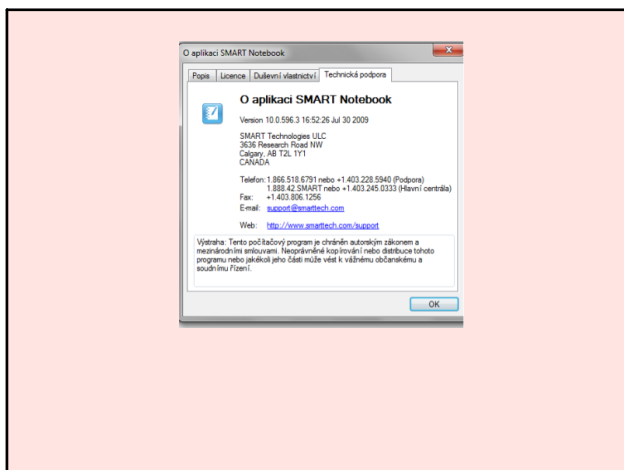 O aplikaci SMART Notebook
Popis Licence Duševní vlastnictví Technická podpora
O aplikaci SMART Notebook
Version 10.0.596.3 16:52:26 Jul 30 2009
SMART Technologies ULC
3636 Research Road NW
Calgary, AB T2L 1Y1
CANADA
Telefon: 1.866.518.6791 nebo +1.403.228.5940 (Podpora)
1.888.42.SMART nebo +1.403.245.0333 (Hlavní centrála)
Fax: +1.403.806.1256
E-mail: support@smarttech.com
Web: http://www.smarttech.com/support
Výstraha: Tento počítačový program je chráněn autorským zákonem a
mezinárodními smlouvami. Neoprávněné kopírování nebo distribuce tohoto
programu nebo jakékoli jeho části může vést k vážnému občanskému a
soudnímu řízení.
OK